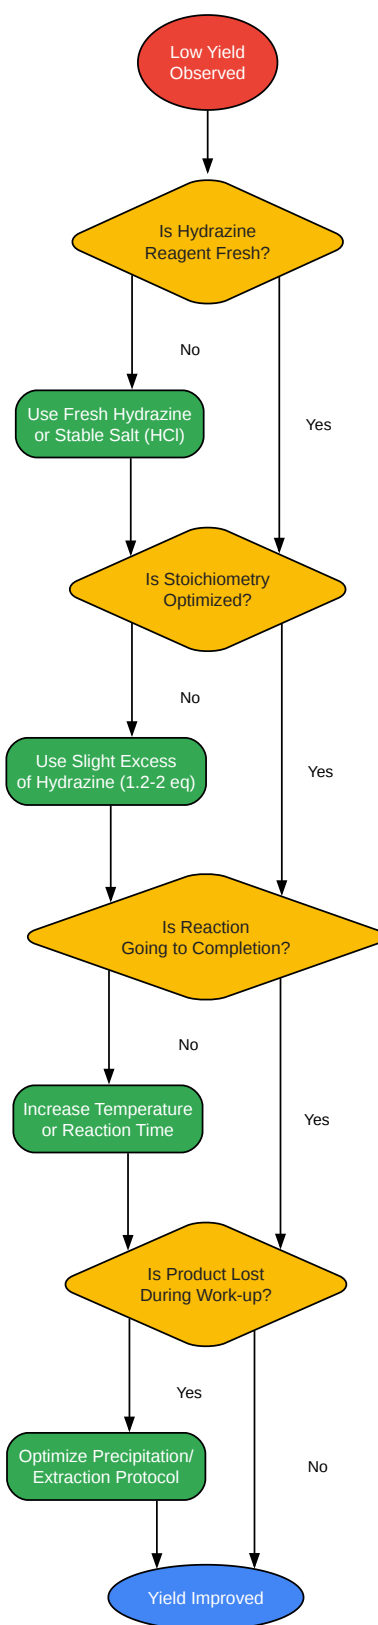 Low Yield
Observed
Is Hydrazine
Reagent Fresh?
No
Use Fresh Hydrazine
or Stable Salt (HCl)
Yes
Is Stoichiometry
Optimized?
No
Use Slight Excess
of Hydrazine (1.2-2 eq)
Yes
Is Reaction
Going to Completion?
No
Increase Temperature
or Reaction Time
Yes
Is Product Lost
During Work-up?
Yes
Optimize Precipitation/
Extraction Protocol
No
Yield Improved